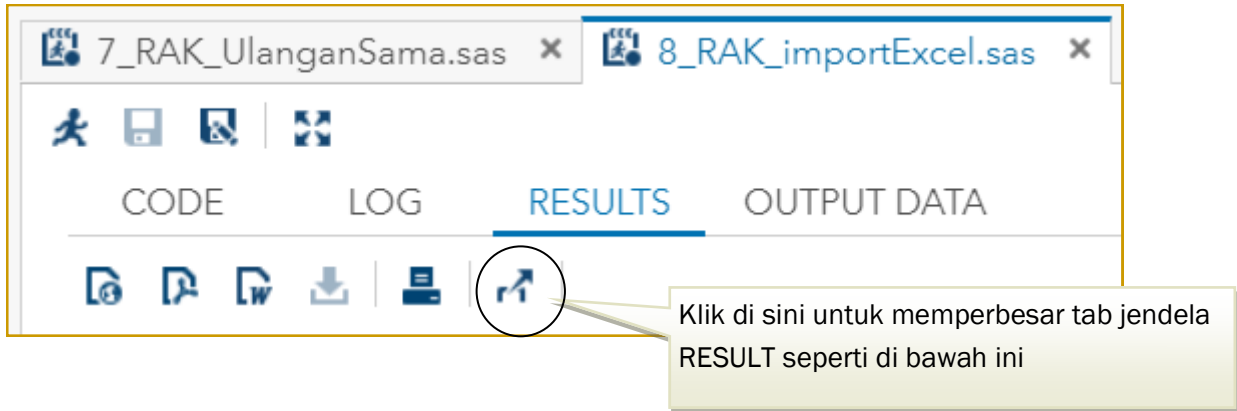 7_RAK_UlanganSama.sas × 8_RAK_importExcel.sas ×
CODE LOG RESULTS OUTPUT DATA
Klik di sini untuk memperbesar tab jendela
RESULT seperti di bawah ini